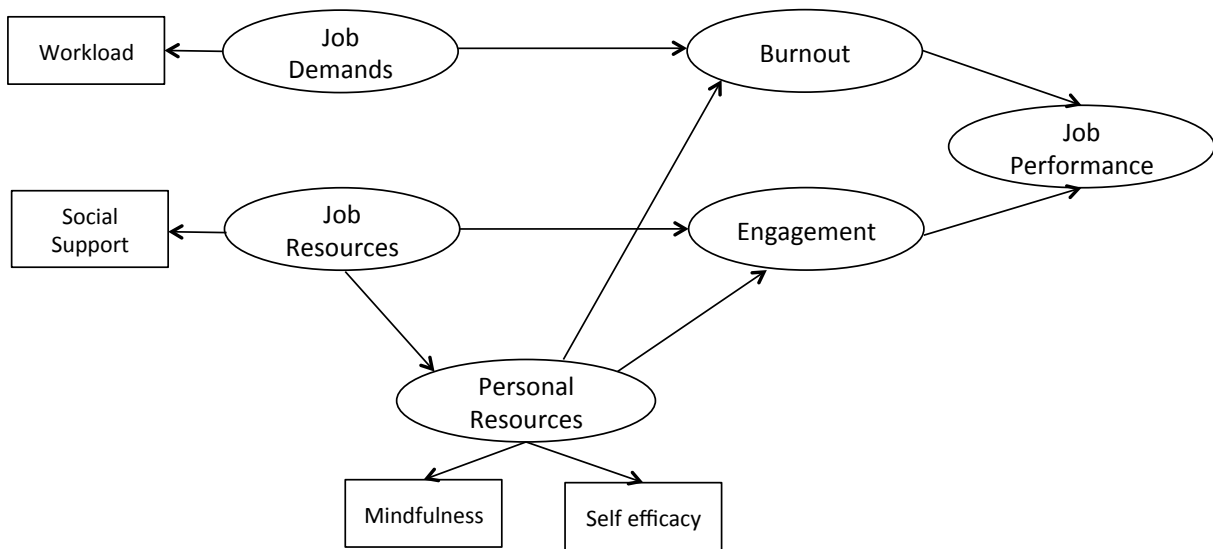 Workload
Job
Demands
Burnout
Job
Performance
Social
Support
Job
Resources
Engagement
Personal
Resources
Mindfulness
Self efficacy